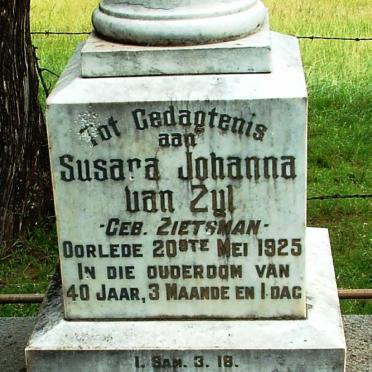 Tot Gedagtenis
aan
Susara Johanna
van Zyl
-Geb. Zietsman-
Oorlede 20ste Mei 1925
In die ouderdom van
40 Jaar, 3 Maande en 1 dag
I. Sam. 3. 18.